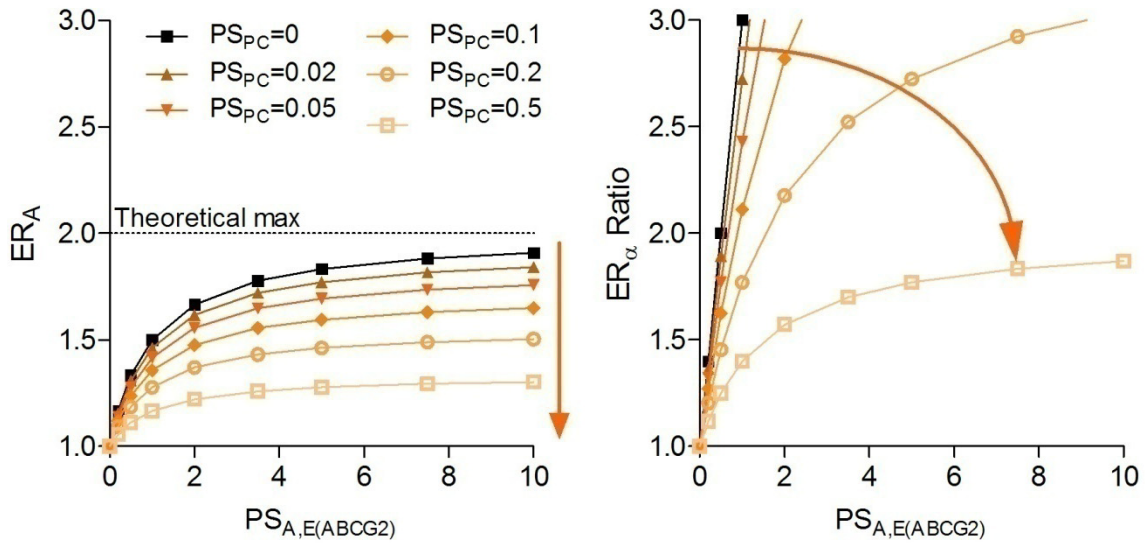 3.0
2.5
2.0
1.5
1.0
ER_A
PS_PC=0
PS_PC=0.02
PS_PC=0.05
PS_PC=0.1
PS_PC=0.2
PS_PC=0.5
Theoretical max
0 2 4 6 8 10
PS_A,E(ABCG2)
3.0
2.5
2.0
1.5
1.0
ER_α Ratio
0 2 4 6 8 10
PS_A,E(ABCG2)